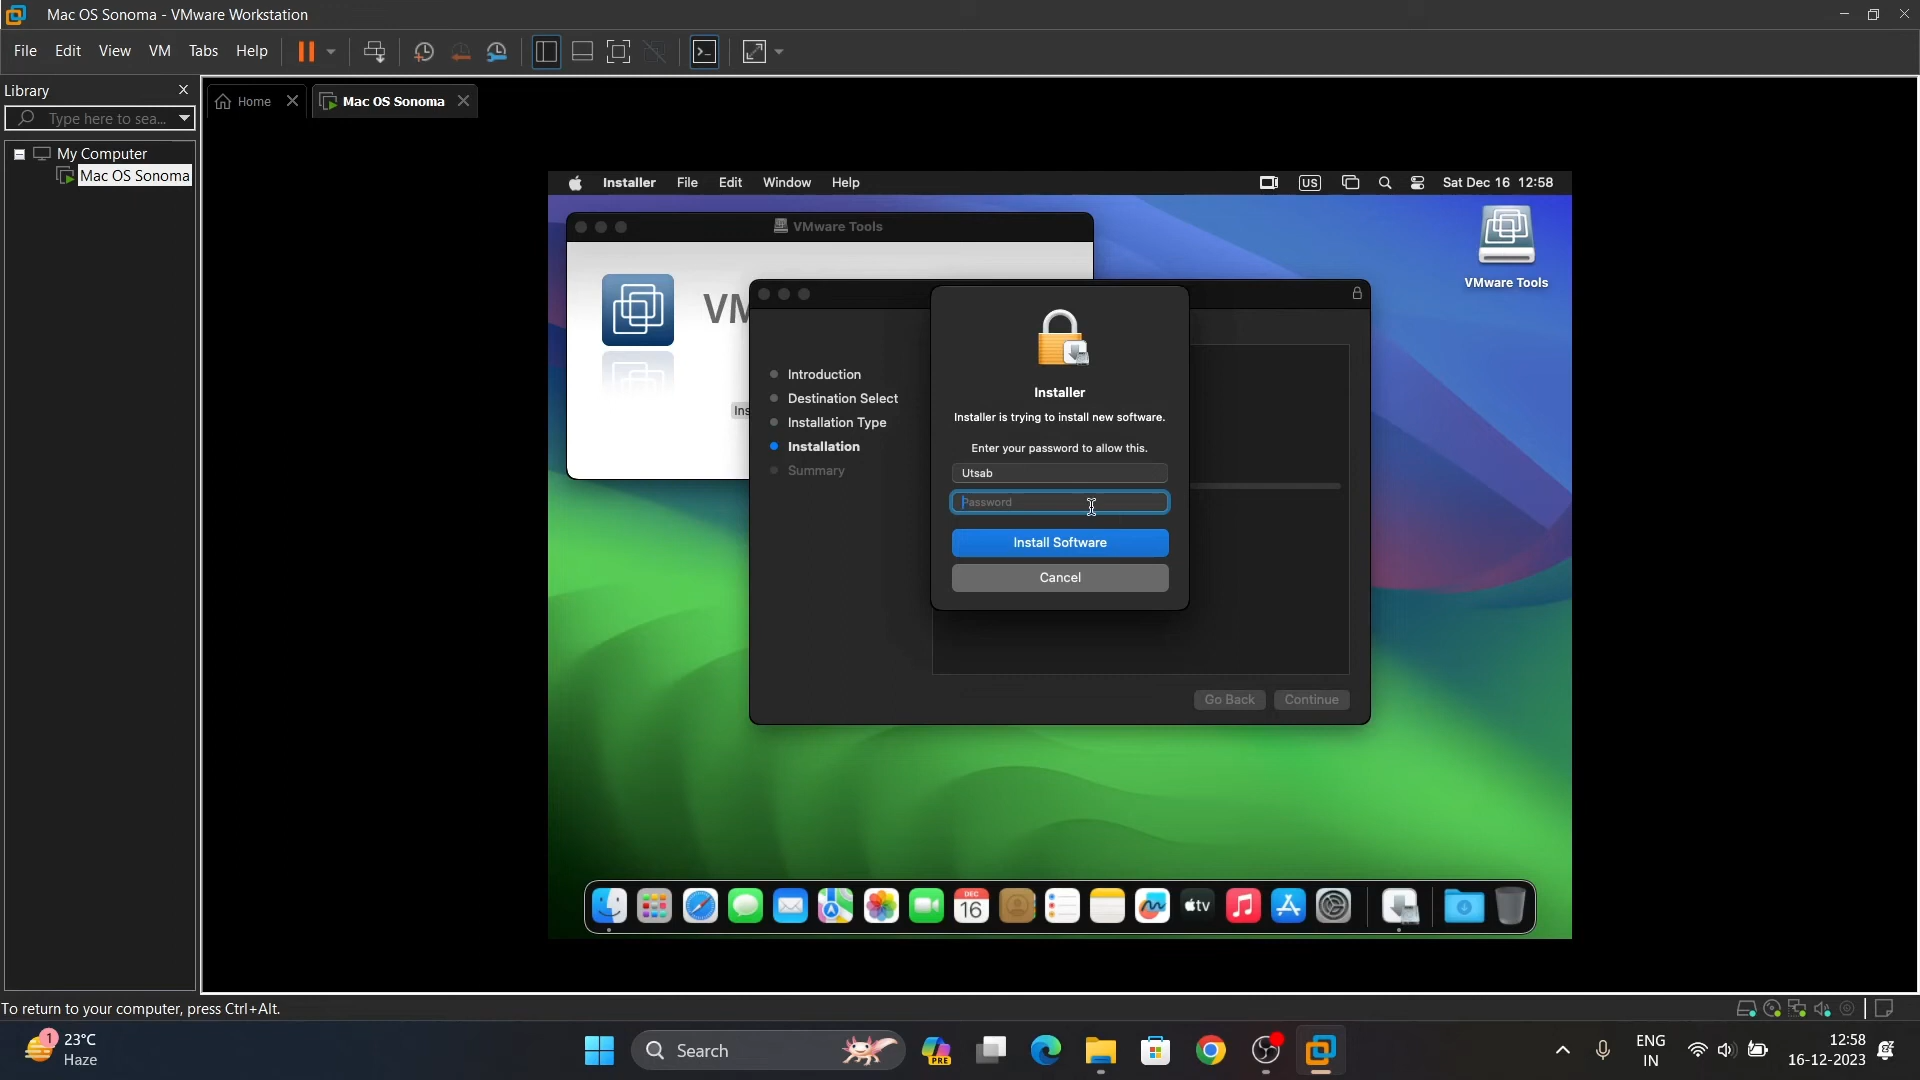 Mac OS Sonoma - VMware Workstation
File Edit View VM Tabs Help
Library
Type here to sea...
My Computer
Mac OS Sonoma
Home
Mac OS Sonoma
Installer File Edit Window Help
US
Sat Dec 16 12:58
VMware Tools
VM
Ins
VMware Tools
Introduction
Destination Select
Installation Type
Installation
Summary
Installer
Installer is trying to install new software.
Enter your password to allow this.
Utsab
Password
Install Software
Cancel
Go Back Continue
DEC
16
tv
To return to your computer, press Ctrl+Alt.
1
23°C
Haze
Search
PRE
ENG
IN
12:58
16-12-2023